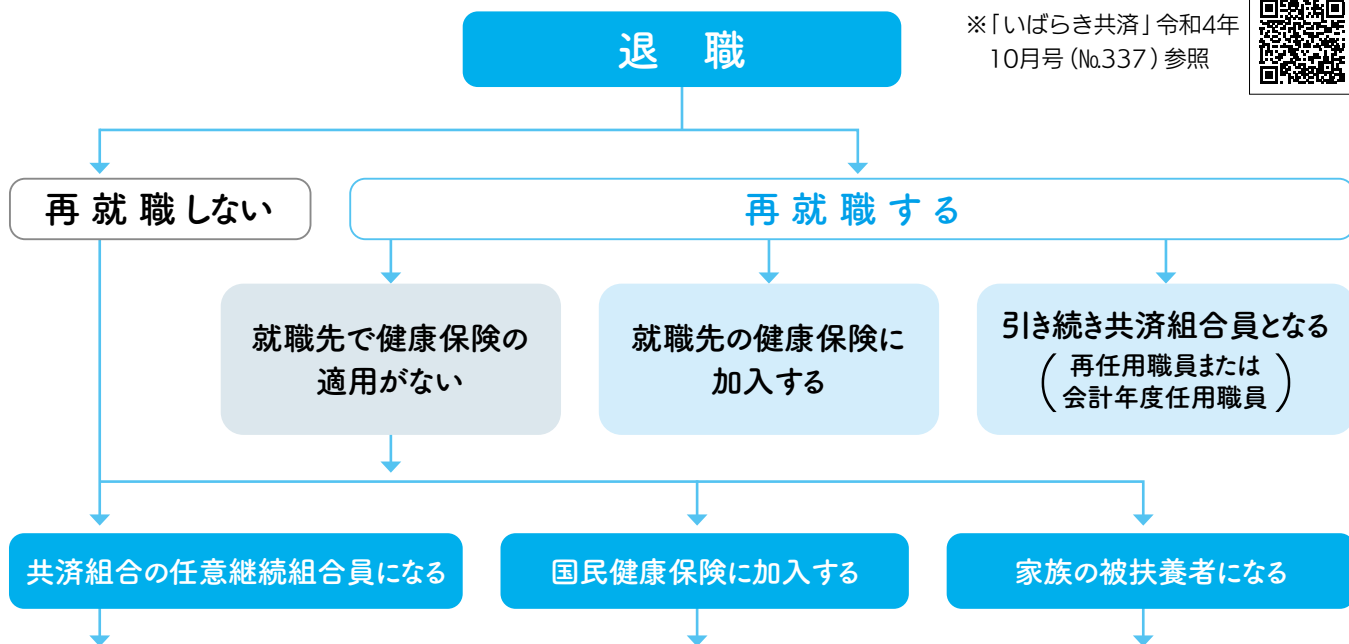 退職
※「いばらき共済」令和4年
10月号(№337)参照
再就職しない
再就職する
就職先で健康保険の
適用がない
就職先の健康保険に
加入する
引き続き共済組合員となる
(再任用職員または
会計年度任用職員)
共済組合の任意継続組合員になる
国民健康保険に加入する
家族の被扶養者になる